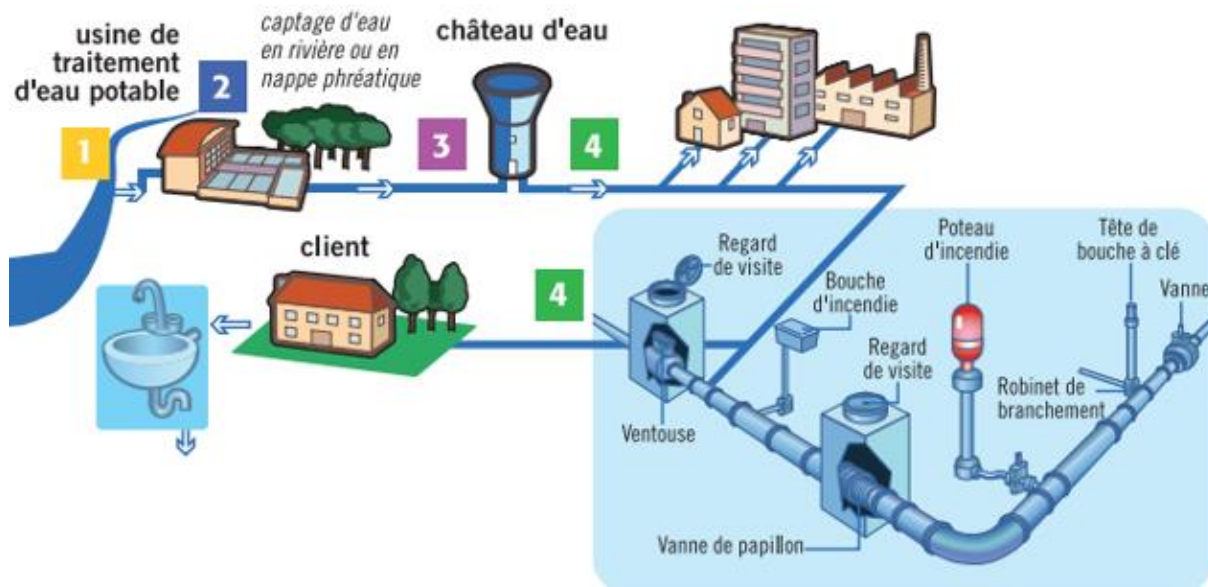 usine de
traitement
d'eau potable
1
2
captage d'eau
en rivière ou en
nappe phréatique
3
château d'eau
4
client
4
Regard
de visite
Bouche
d'incendie
Poteau
d'incendie
Tête de
bouche à clé
Vanne
Regard
de visite
Robinet de
branchement
Ventouse
Vanne de papillon